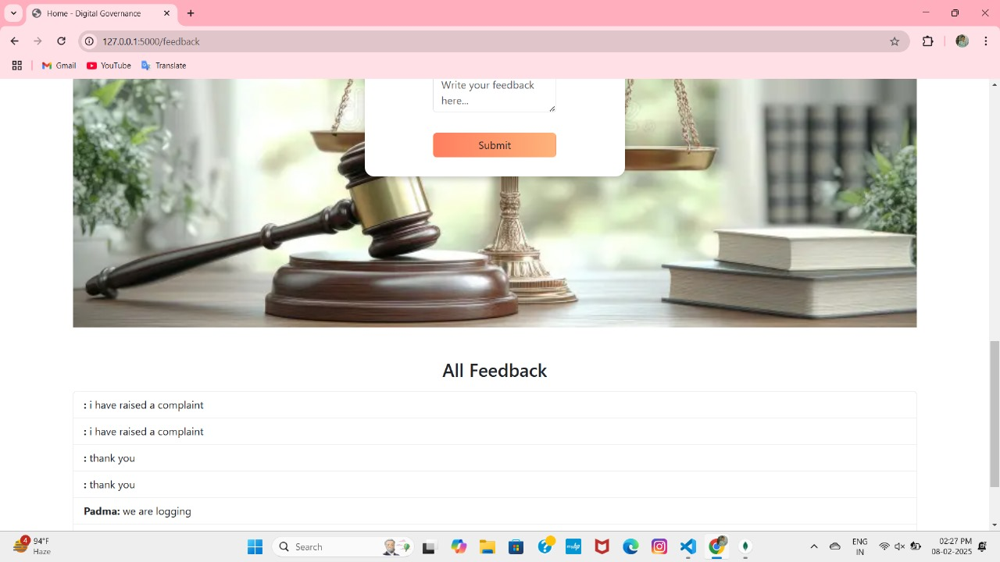 Home - Digital Governance
127.0.0.1:5000/feedback
Gmail YouTube Translate
Write your feedback
here...
Submit
All Feedback
: i have raised a complaint
: i have raised a complaint
: thank you
: thank you
Padma: we are logging
4 94°F
Haze
Search
myhp
ENG
IN
02:27 PM
08-02-2025